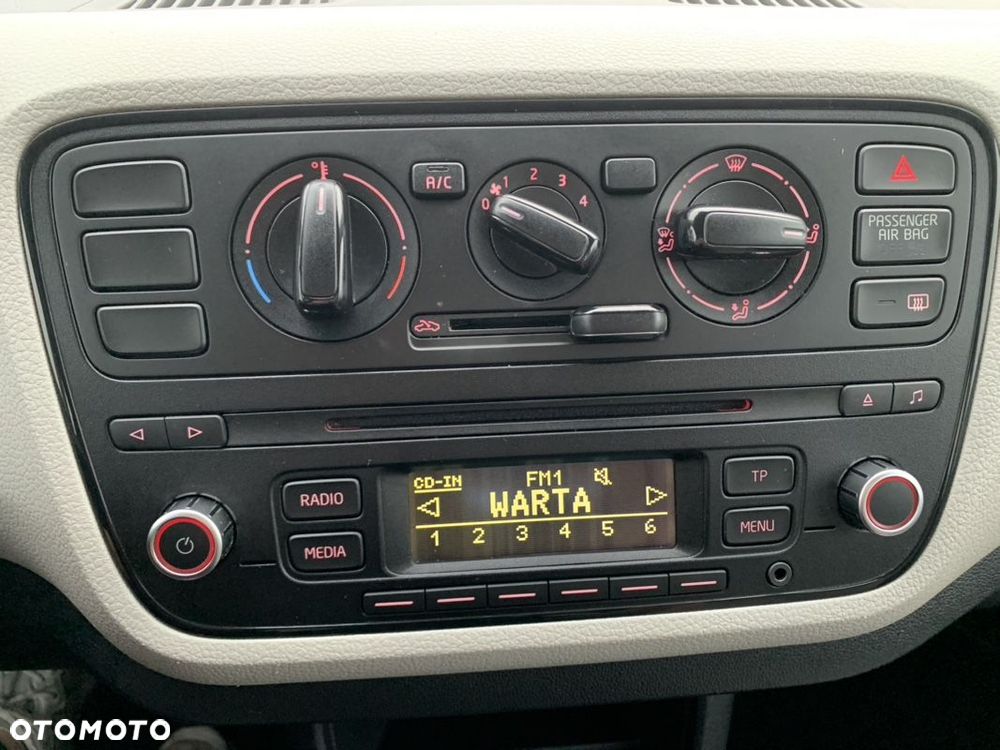 1 2 3
0 4
A/C
PASSENGER
AIR BAG
CD-IN FM1
WARTA
1 2 3 4 5 6
RADIO
MEDIA
TP
MENU
OTOMOTO